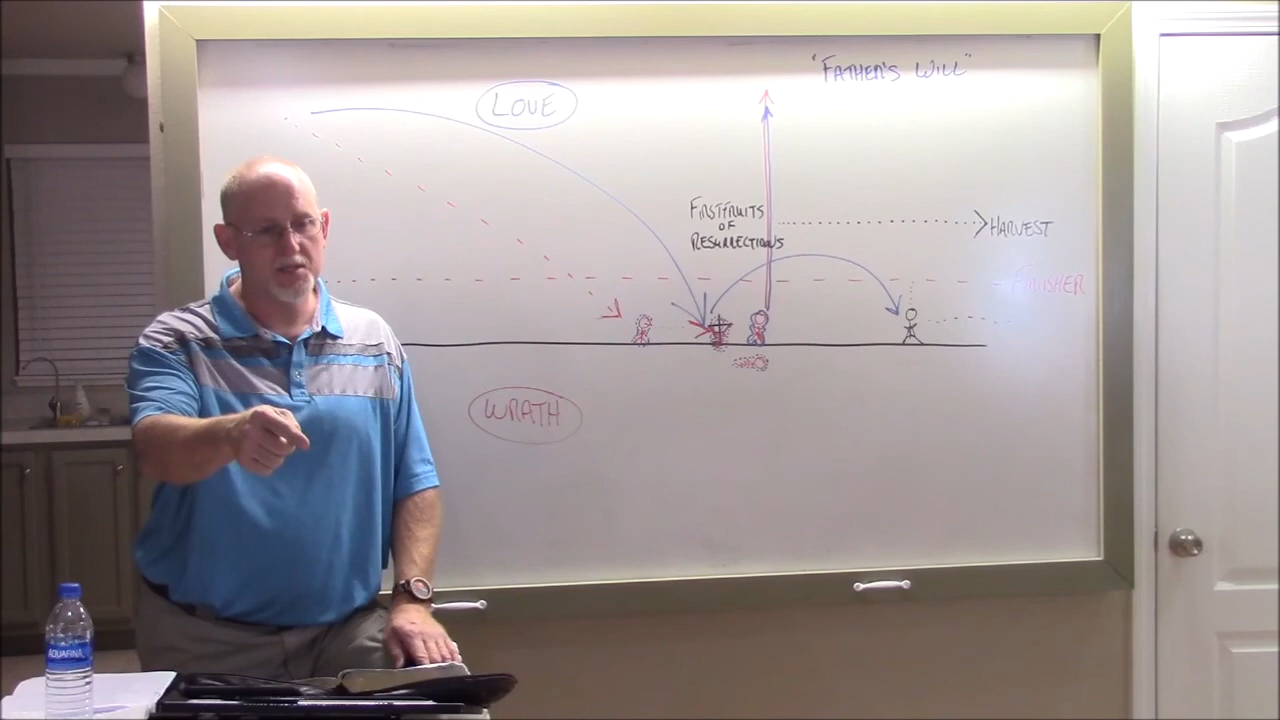 "FATHER'S WILL"
LOVE
FIRSTFRUITS
OF
RESURRECTIONS
HARVEST
FINISHER
WRATH
AQUAFINA